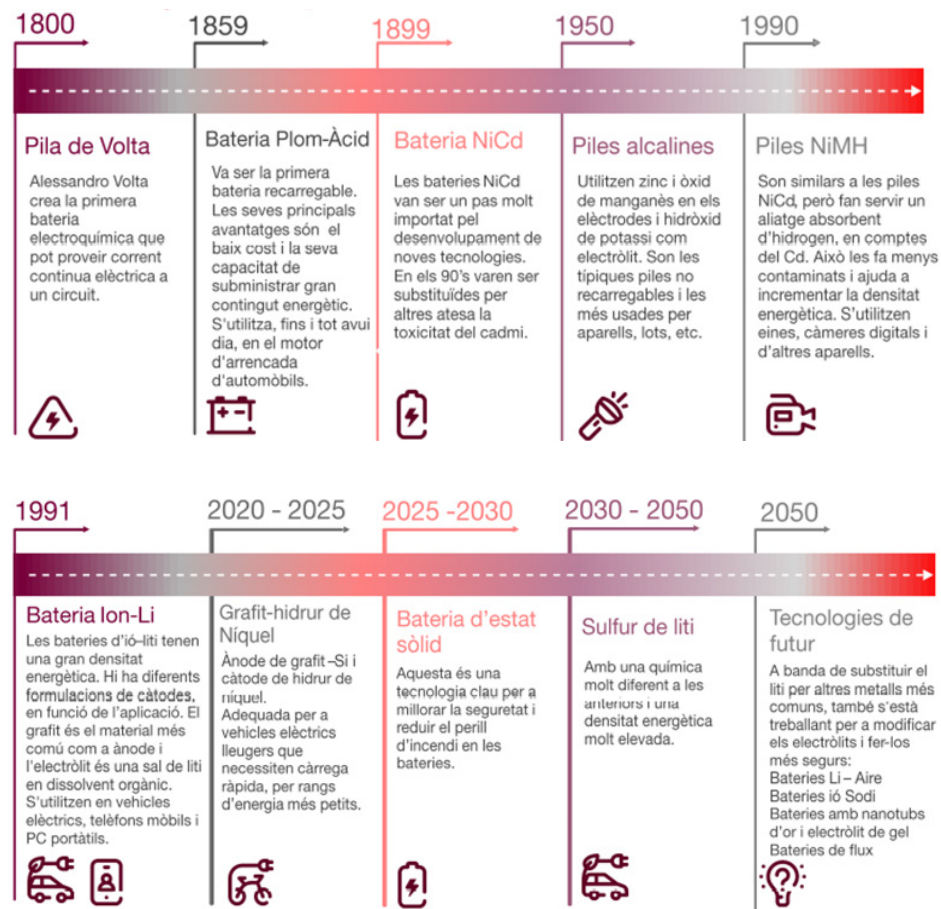 1800
1859
1899
1950
1990
Pila de Volta
Alessandro Volta
crea la primera
bateria
electroquímica que
pot proveir corrent
continua elèctrica a
un circuit.
Bateria Plom-Àcid
Va ser la primera
bateria recarregable.
Les seves principals
avantatges són el
baix cost i la seva
capacitat de
subministrar gran
contingut energètic.
S'utilitza, fins i tot avui
dia, en el motor
d'arrencada
d'automòbils.
Bateria NiCd
Les bateries NiCd
van ser un pas molt
important pel
desenvolupament de
noves tecnologies.
En els 90's varen ser
substituïdes per
altres atesa la
toxicitat del cadmi.
Piles alcalines
Utilitzen zinc i òxid
de manganès en els
elèctrodes i hidròxid
de potassi com
electròlit. Son les
típiques piles no
recarregables i les
més usades per
aparells, lots, etc.
Piles NiMH
Son similars a les piles
NiCd, però fan servir un
aliatge absorbent
d'hidrogen, en comptes
del Cd. Això les fa menys
contaminats i ajuda a
incrementar la densitat
energètica. S'utilitzen
eines, càmeres digitals i
d'altres aparells.
1991
2020 - 2025
2025 -2030
2030 - 2050
2050
Bateria Ion-Li
Les bateries d'ió-liti tenen
una gran densitat
energètica. Hi ha diferents
formulacions de càtodes,
en funció de l'aplicació. El
grafit és el material més
comú com a ànode i
l'electròlit és una sal de liti
en dissolvent orgànic.
S'utilitzen en vehicles
elèctrics, telèfons mòbils i
PC portàtils.
Grafit-hidrur de
Níquel
Ànode de grafit –Si i
càtode de hidrur de
níquel.
Adequada per a
vehicles elèctrics
lleugers que
necessiten càrrega
ràpida, per rangs
d'energia més petits.
Bateria d'estat
sòlid
Aquesta és una
tecnologia clau per a
millorar la seguretat i
reduir el perill
d'incendi en les
bateries.
Sulfur de liti
Amb una química
molt diferent a les
anteriors i una
densitat energètica
molt elevada.
Tecnologies de
futur
A banda de substituir el
liti per altres metalls més
comuns, també s'està
treballant per a modificar
els electròlits i fer-los
més segurs:
Bateries Li – Aire
Bateries ió Sodi
Bateries amb nanotubs
d'or i electròlit de gel
Bateries de flux